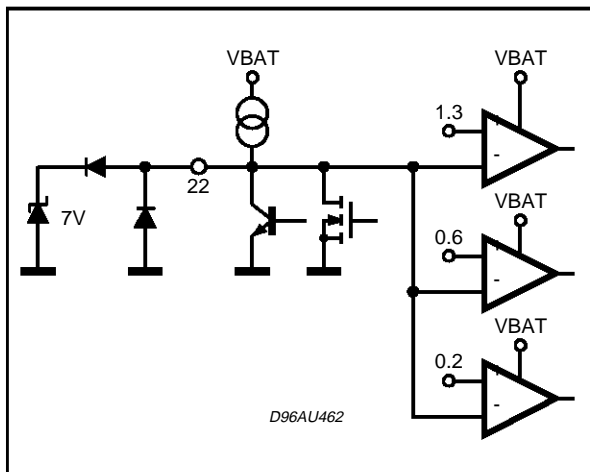 VBAT
VBAT
1.3
+
-
22
7V
VBAT
0.6
+
-
VBAT
0.2
+
-
D96AU462